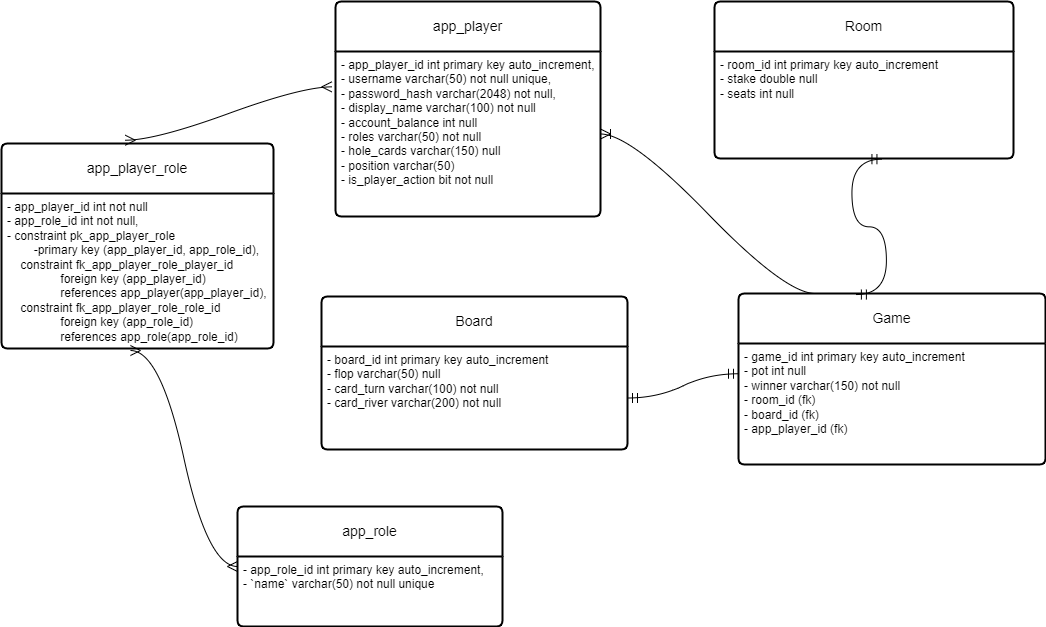 app_player
- app_player_id int primary key auto_increment,
- username varchar(50) not null unique,
- password_hash varchar(2048) not null,
- display_name varchar(100) not null
- account_balance int null
- roles varchar(50) not null
- hole_cards varchar(150) null
- position varchar(50)
- is_player_action bit not null
Room
- room_id int primary key auto_increment
- stake double null
- seats int null
app_player_role
- app_player_id int not null
- app_role_id int not null,
- constraint pk_app_player_role
-primary key (app_player_id, app_role_id),
constraint fk_app_player_role_player_id
foreign key (app_player_id)
references app_player(app_player_id),
constraint fk_app_player_role_role_id
foreign key (app_role_id)
references app_role(app_role_id)
Board
- board_id int primary key auto_increment
- flop varchar(50) null
- card_turn varchar(100) not null
- card_river varchar(200) not null
Game
- game_id int primary key auto_increment
- pot int null
- winner varchar(150) not null
- room_id (fk)
- board_id (fk)
- app_player_id (fk)
app_role
- app_role_id int primary key auto_increment,
- `name` varchar(50) not null unique